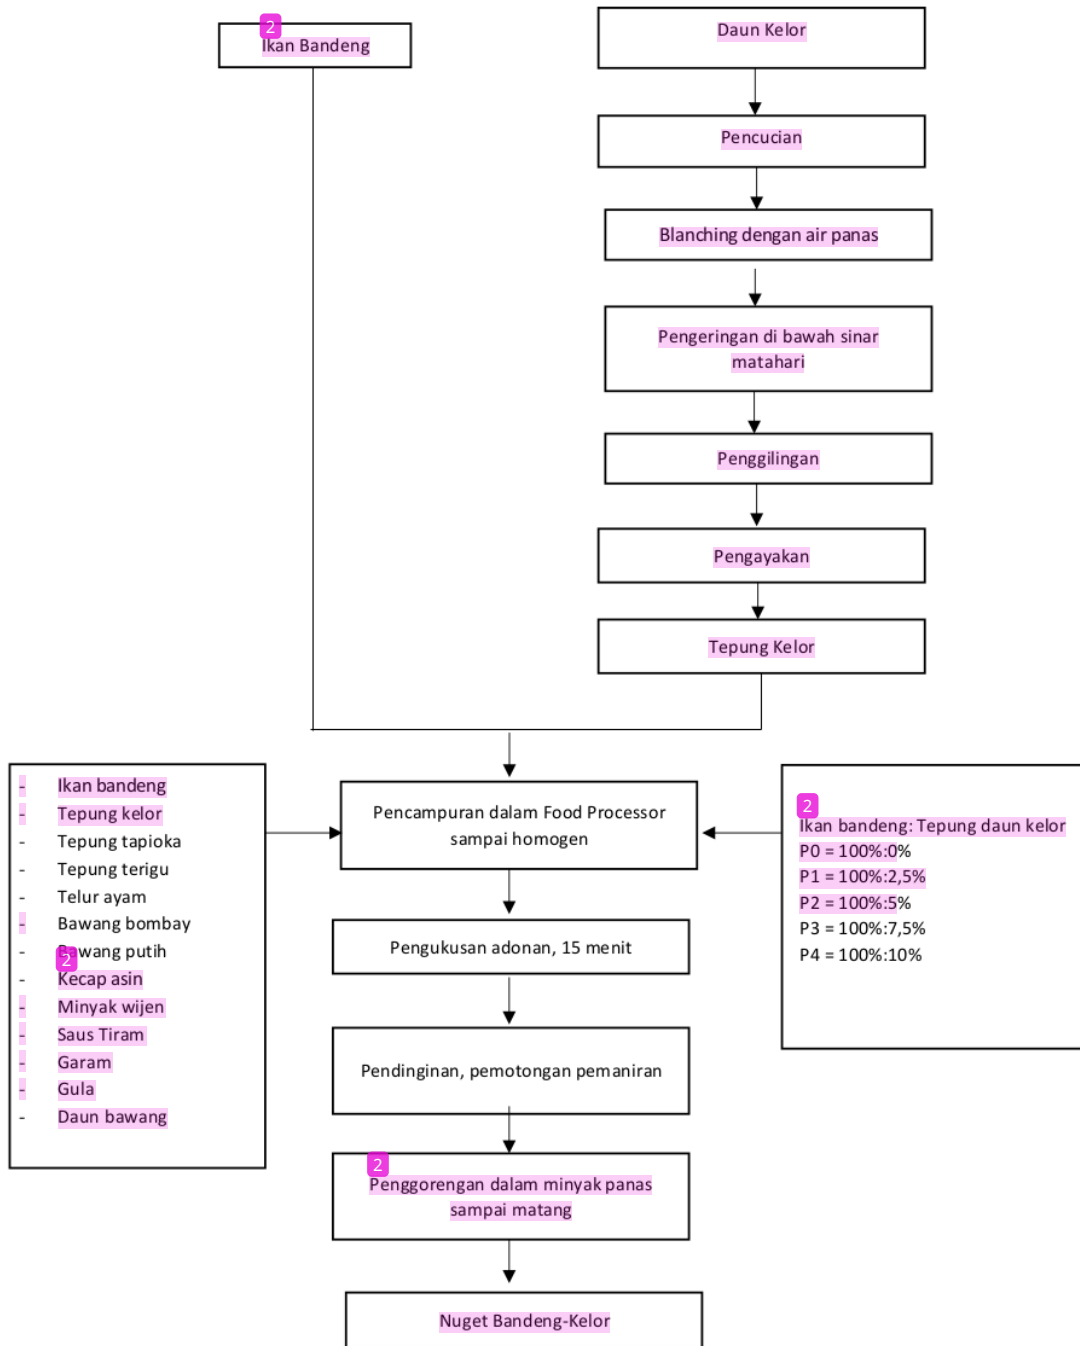 2
Ikan Bandeng
Daun Kelor
Pencucian
Blanching dengan air panas
Pengeringan di bawah sinar
matahari
Penggilingan
Pengayakan
Tepung Kelor
- Ikan bandeng
- Tepung kelor
- Tepung tapioka
- Tepung terigu
- Telur ayam
- Bawang bombay
- Bawang putih
2
- Kecap asin
- Minyak wijen
- Saus Tiram
- Garam
- Gula
- Daun bawang
Pencampuran dalam Food Processor
sampai homogen
2
Ikan bandeng: Tepung daun kelor
P0 = 100%:0%
P1 = 100%:2,5%
P2 = 100%:5%
P3 = 100%:7,5%
P4 = 100%:10%
Pengukusan adonan, 15 menit
Pendinginan, pemotongan pemaniran
2
Penggorengan dalam minyak panas
sampai matang
Nuget Bandeng-Kelor